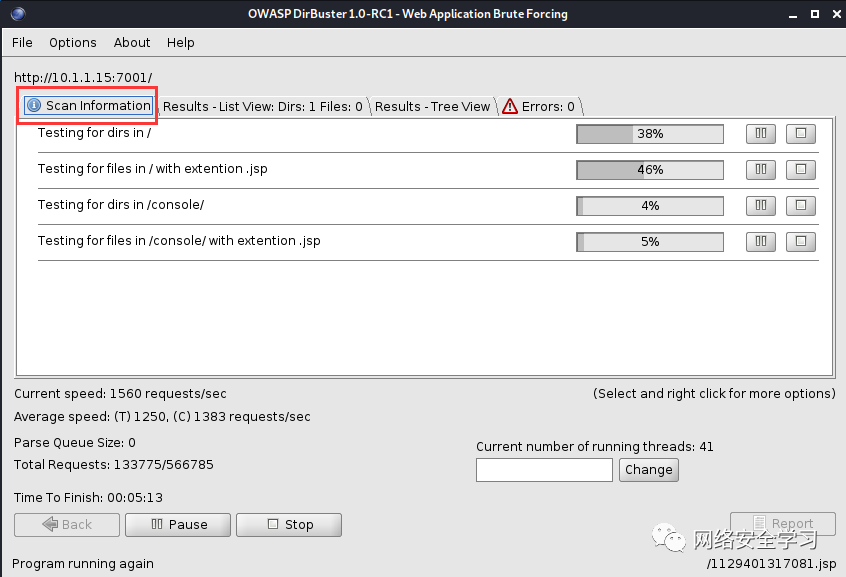 OWASP DirBuster 1.0-RC1 - Web Application Brute Forcing
File Options About Help
http://10.1.1.15:7001/
Scan Information Results - List View: Dirs: 1 Files: 0 Results - Tree View Errors: 0
Testing for dirs in / 38%
Testing for files in / with extention .jsp 46%
Testing for dirs in /console/ 4%
Testing for files in /console/ with extention .jsp 5%
Current speed: 1560 requests/sec (Select and right click for more options)
Average speed: (T) 1250, (C) 1383 requests/sec
Parse Queue Size: 0 Current number of running threads: 41
Total Requests: 133775/566785 Change
Time To Finish: 00:05:13
Back Pause Stop Report
网络安全学习
Program running again /1129401317081.jsp